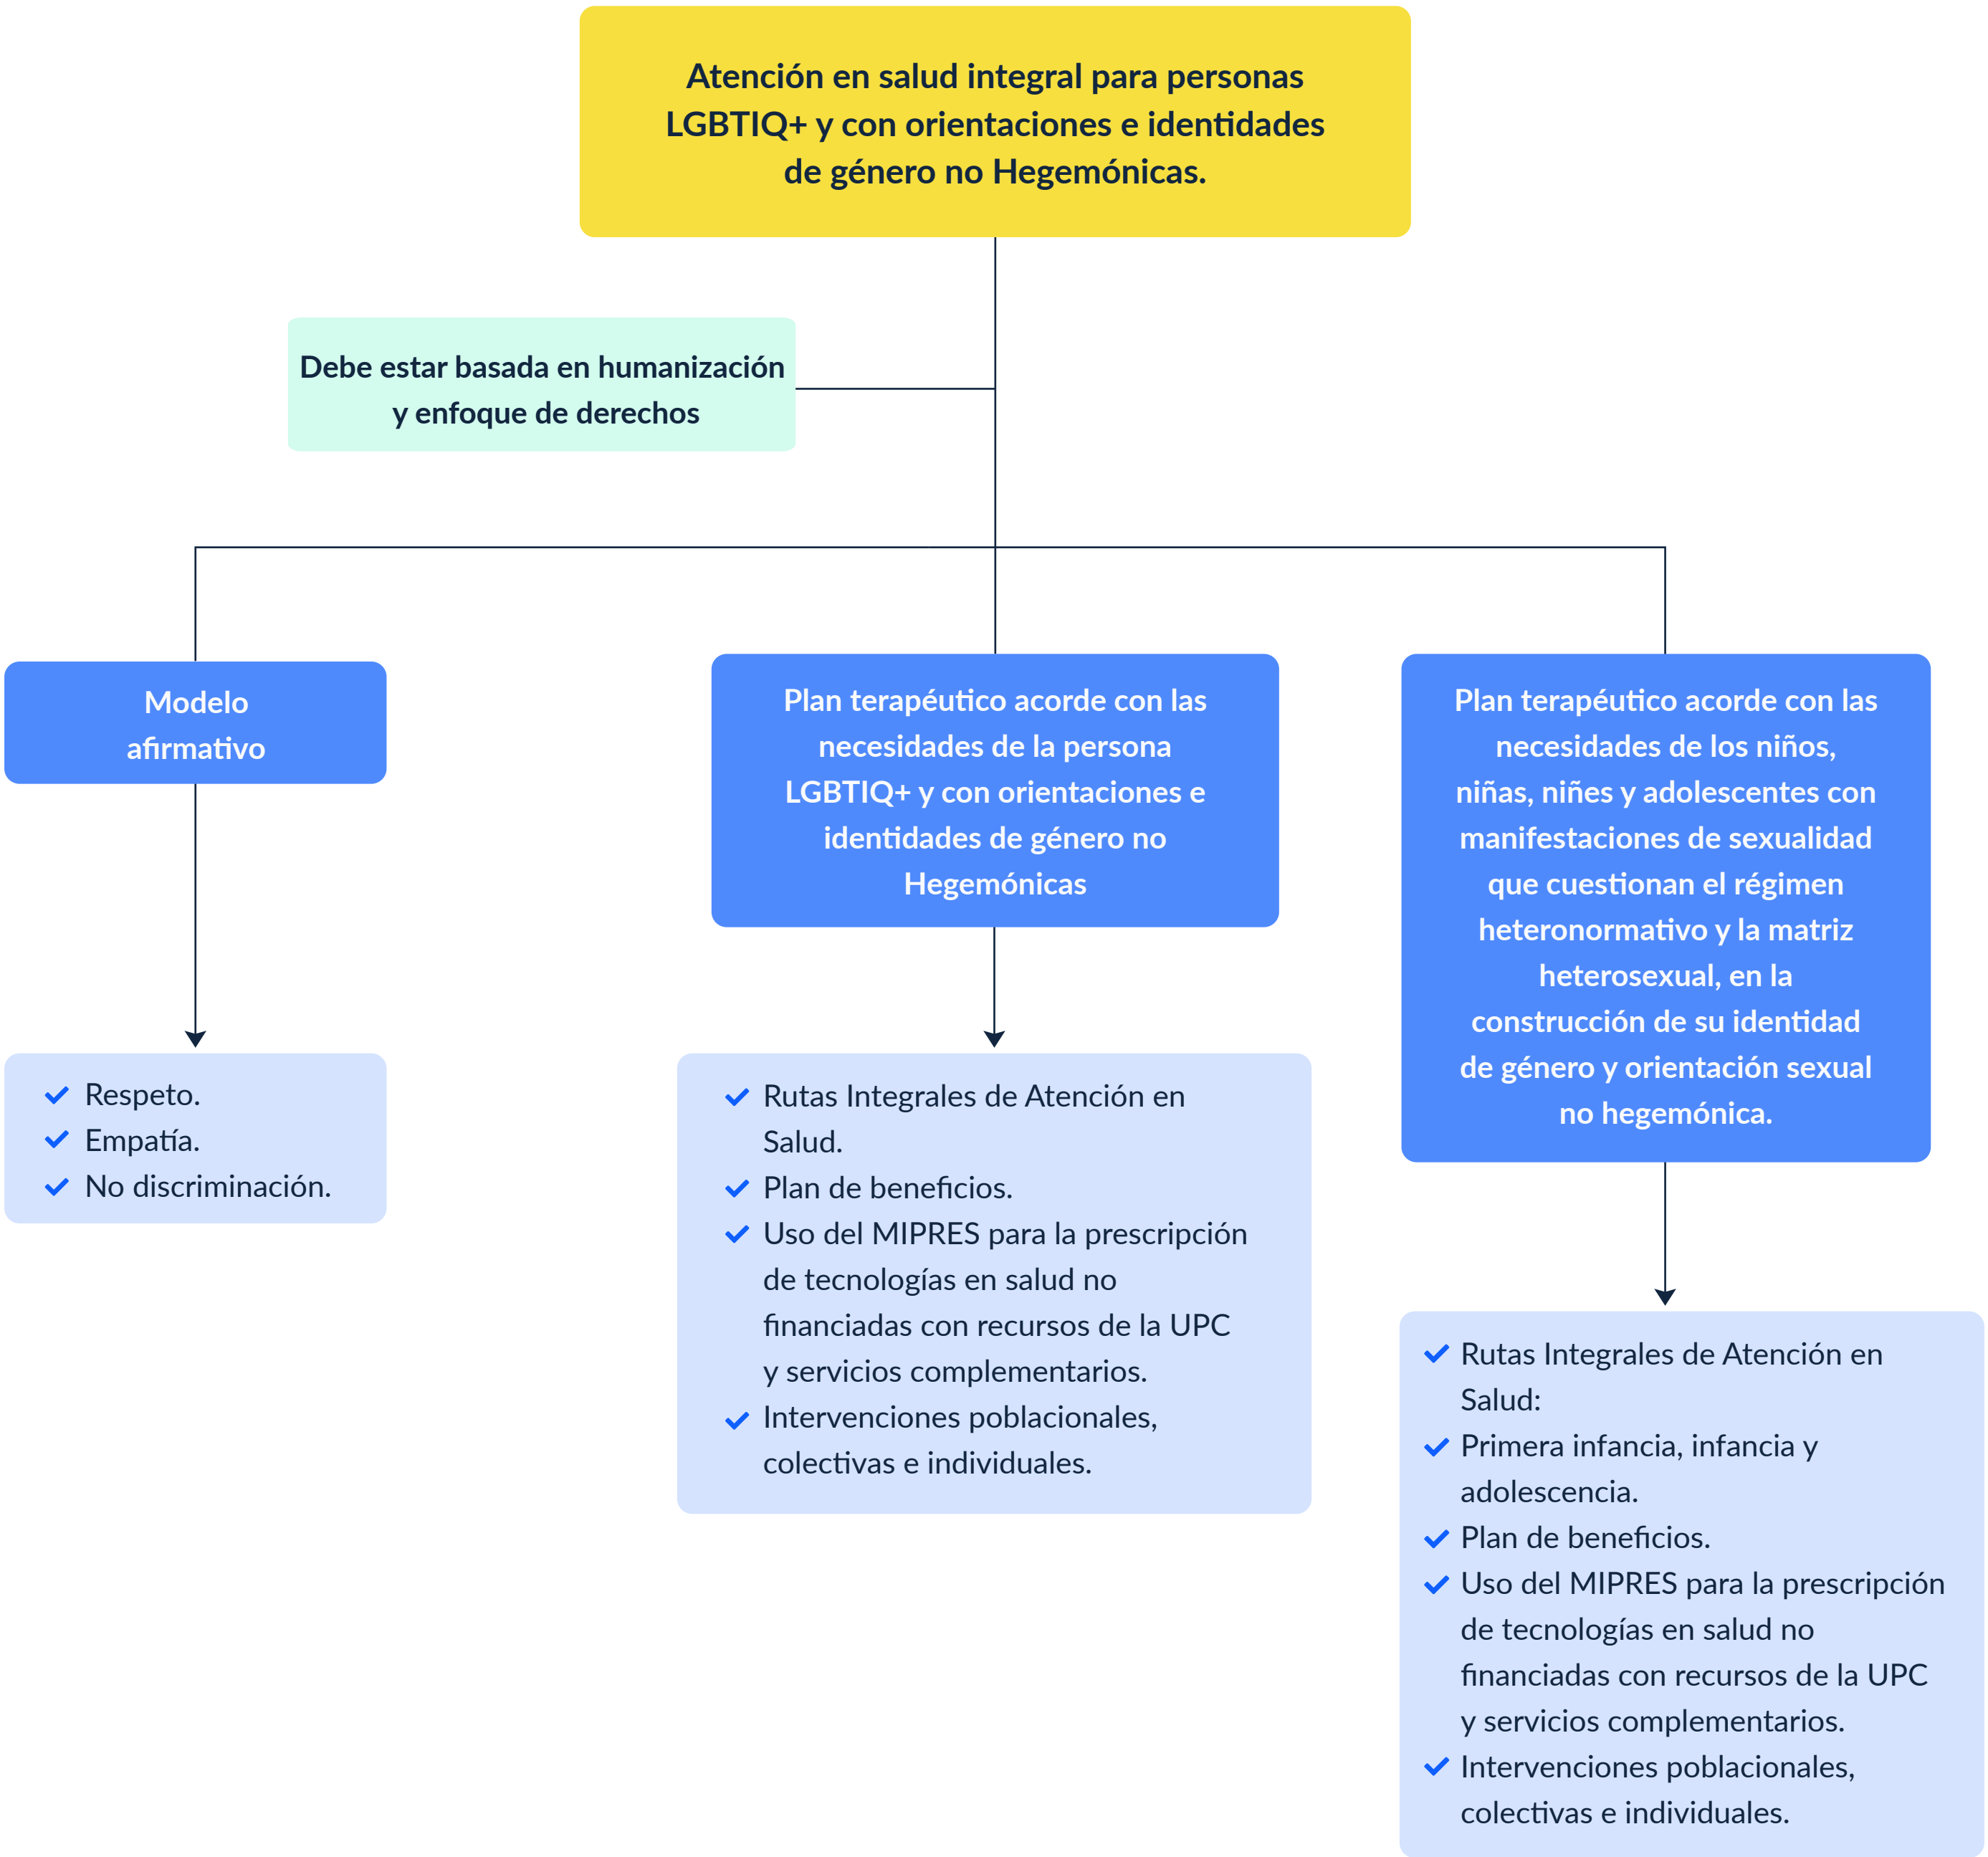 Atención en salud integral para personas
LGBTIQ+ y con orientaciones e identidades
de género no Hegemónicas.
Debe estar basada en humanización
y enfoque de derechos
Modelo
afirmativo
Respeto.
Empatía.
No discriminación.
Plan terapéutico acorde con las
necesidades de la persona
LGBTIQ+ y con orientaciones e
identidades de género no
Hegemónicas
Rutas Integrales de Atención en
Salud.
Plan de beneficios.
Uso del MIPRES para la prescripción
de tecnologías en salud no
financiadas con recursos de la UPC
y servicios complementarios.
Intervenciones poblacionales,
colectivas e individuales.
Plan terapéutico acorde con las
necesidades de los niños,
niñas, niñes y adolescentes con
manifestaciones de sexualidad
que cuestionan el régimen
heteronormativo y la matriz
heterosexual, en la
construcción de su identidad
de género y orientación sexual
no hegemónica.
Rutas Integrales de Atención en
Salud:
Primera infancia, infancia y
adolescencia.
Plan de beneficios.
Uso del MIPRES para la prescripción
de tecnologías en salud no
financiadas con recursos de la UPC
y servicios complementarios.
Intervenciones poblacionales,
colectivas e individuales.